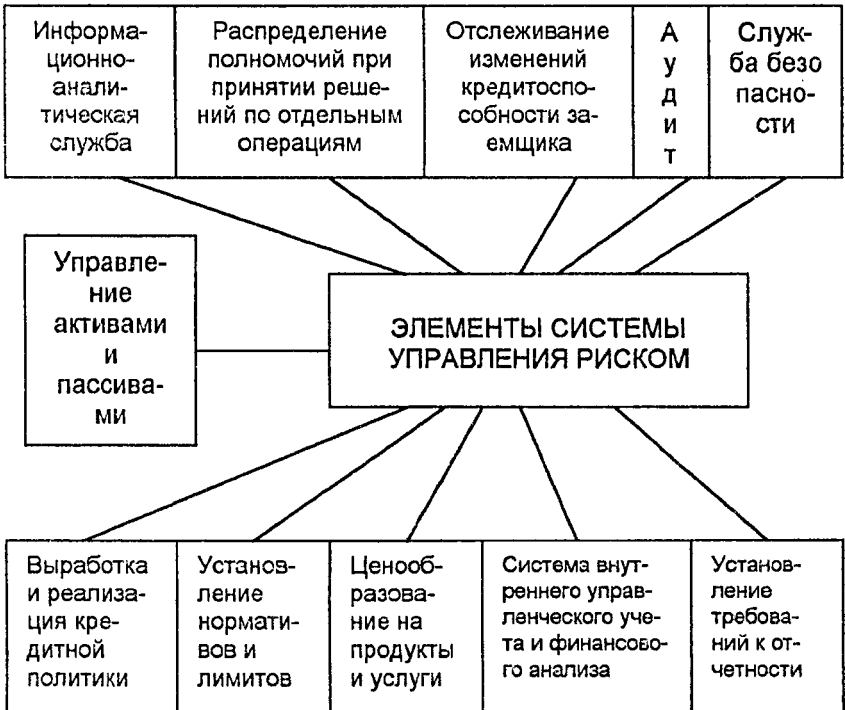 Информа-
ционно-
анали-
тическая
служба
Распределение
полномочий при
принятии реше-
ний по отдельным
операциям
Отслеживание
изменений
кредитоспо-
собности за-
емщика
А
у
д
и
т
Служ-
ба безо
пасно-
сти
Управле-
ние
активами
и
пассива-
ми
ЭЛЕМЕНТЫ СИСТЕМЫ
УПРАВЛЕНИЯ РИСКОМ
Выработка
и реализа-
ция кре-
дитной
политики
Установ-
ление
нормати-
вов и
лимитов
Ценооб-
разова-
ние на
продукты
и услуги
Система внут-
реннего управ-
ленческого уче-
та и финансово-
го анализа
Установ-
ление
требова-
ний к от-
четности